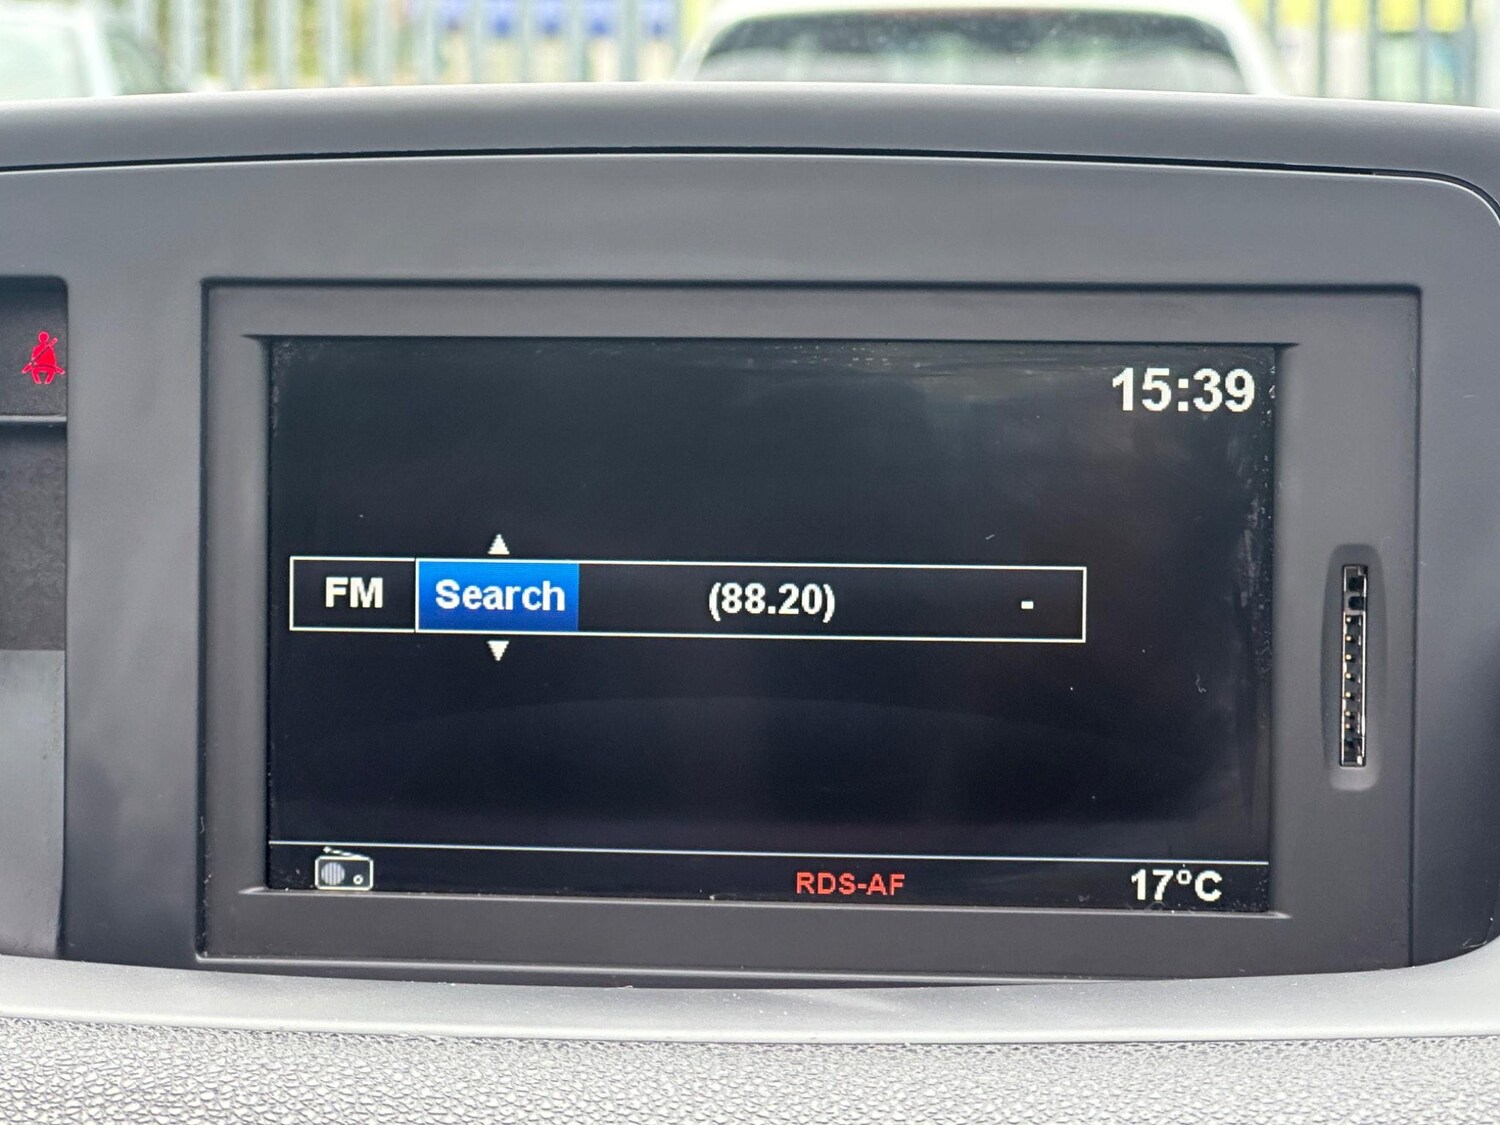 15:39
FM Search (88.20) -
RDS-AF 17°C